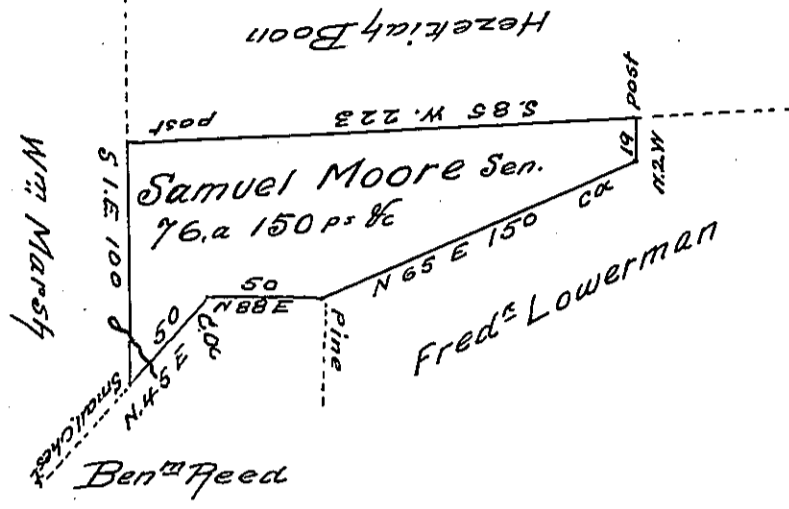 Hezekiah Boon
post
S. 85 W. 223
post
19
N.2.W
Wm. Marsh
S 1. E 100
Samuel Moore Sen.
76.a 150 ps &c
N 65 E 150
ca
Fredk Lowerman
50
N 88 E
Pine
50
N.45 E
Small. Chest
Benm Reed